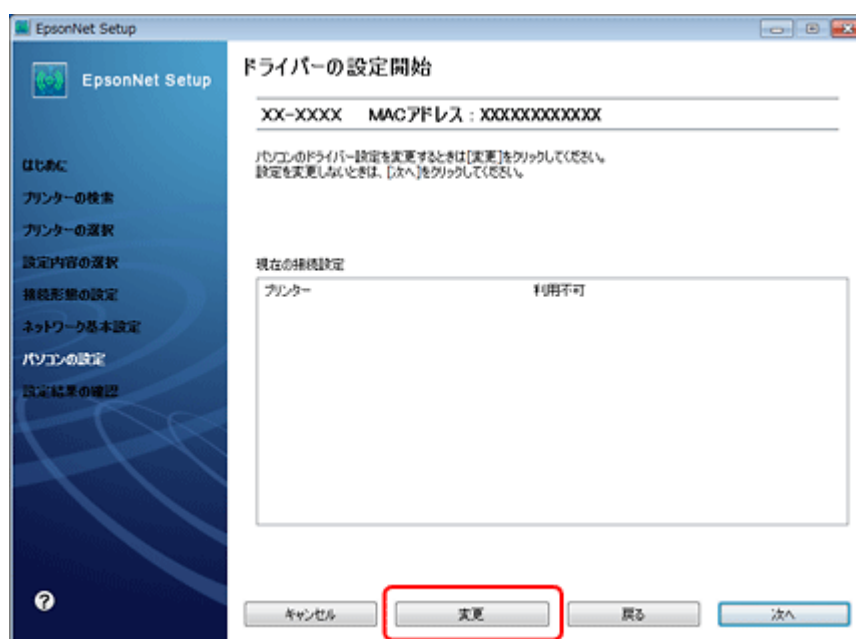 EpsonNet Setup
EpsonNet Setup
ドライバーの設定開始
XX-XXXX MACアドレス：XXXXXXXXXXXX
パソコンのドライバー設定を変更するときは[変更]をクリックしてください。
設定を変更しないときは、[次へ]をクリックしてください。
はじめに
プリンターの検索
プリンターの選択
設定内容の選択
接続形態の設定
ネットワーク基本設定
パソコンの設定
設定結果の確認
現在の接続設定
プリンター 利用不可
?
キャンセル 変更 戻る 次へ